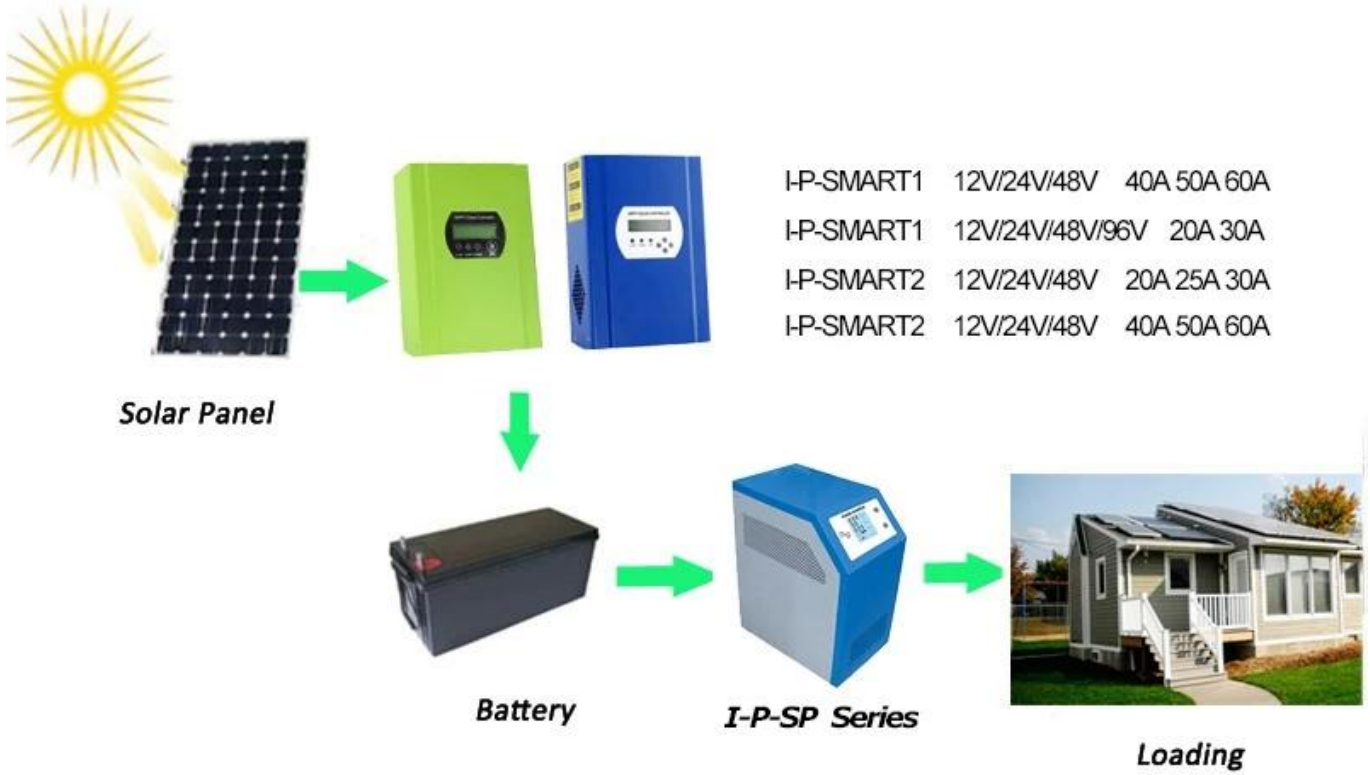 I-P-SMART1 12V/24V/48V 40A 50A 60A
I-P-SMART1 12V/24V/48V/96V 20A 30A
I-P-SMART2 12V/24V/48V 20A 25A 30A
I-P-SMART2 12V/24V/48V 40A 50A 60A
Solar Panel
Battery
I-P-SP Series
Loading